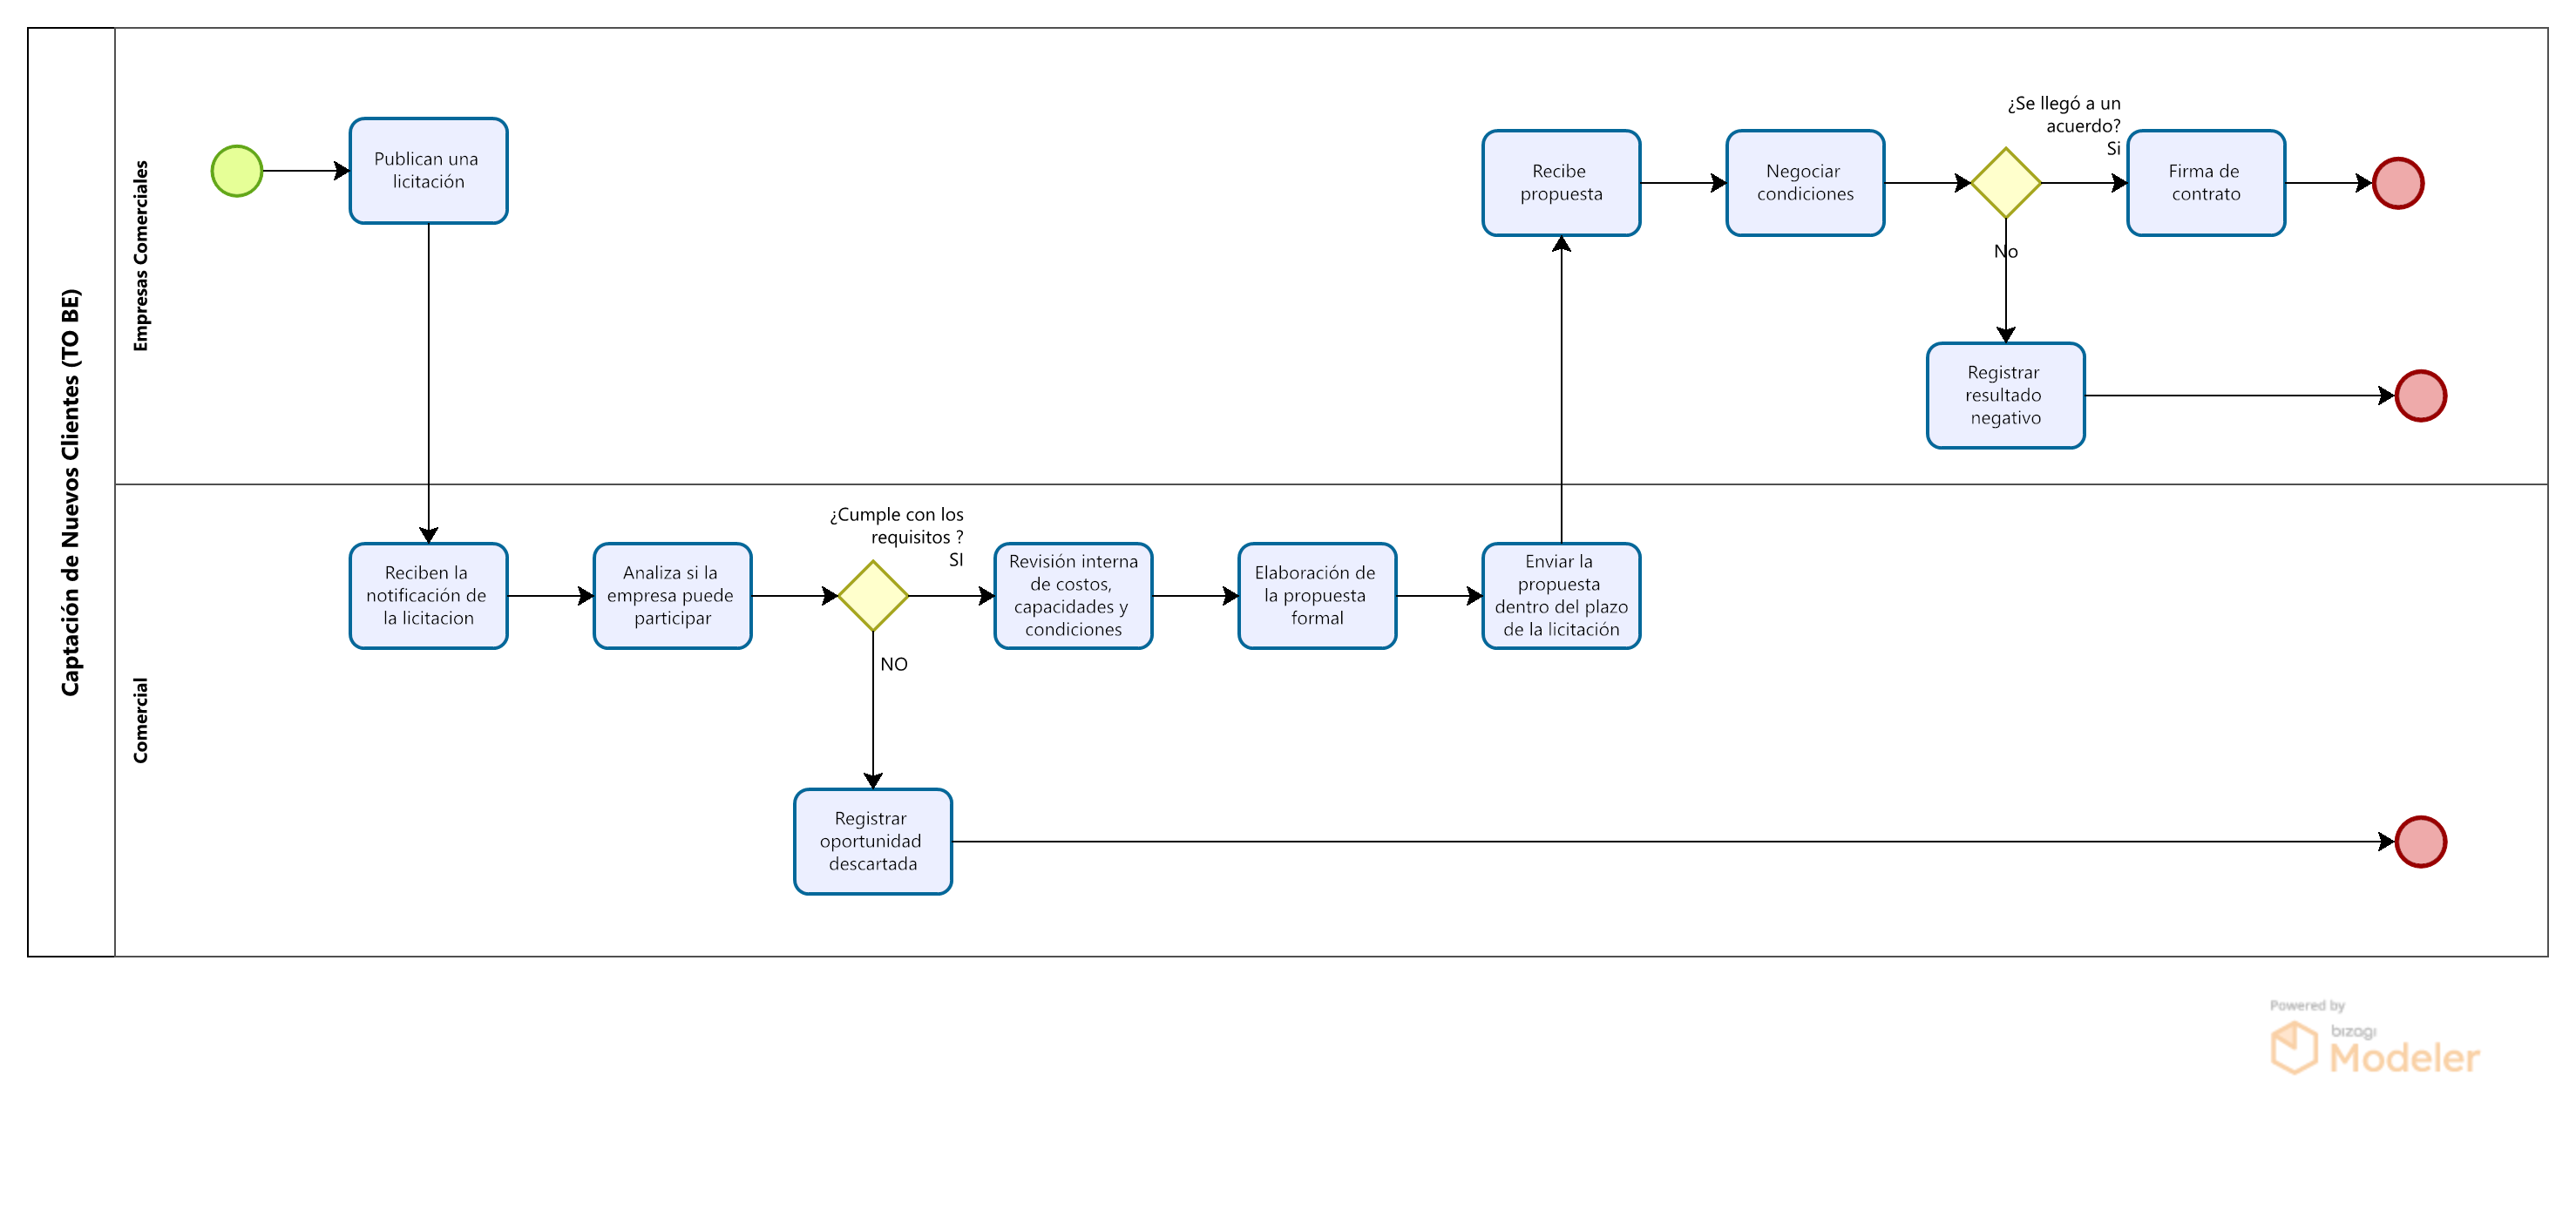 Captación de Nuevos Clientes (TO BE)
Empresas Comerciales
Publican una
licitación
Recibe
propuesta
Negociar
condiciones
¿Se llegó a un
acuerdo?
Si
Firma de
contrato
No
Registrar
resultado
negativo
Comercial
Reciben la
notificación de
la licitacion
Analiza si la
empresa puede
participar
¿Cumple con los
requisitos ?
SI
Revisión interna
de costos,
capacidades y
condiciones
Elaboración de
la propuesta
formal
Enviar la
propuesta
dentro del plazo
de la licitación
NO
Registrar
oportunidad
descartada
Powered by
bizagi
Modeler